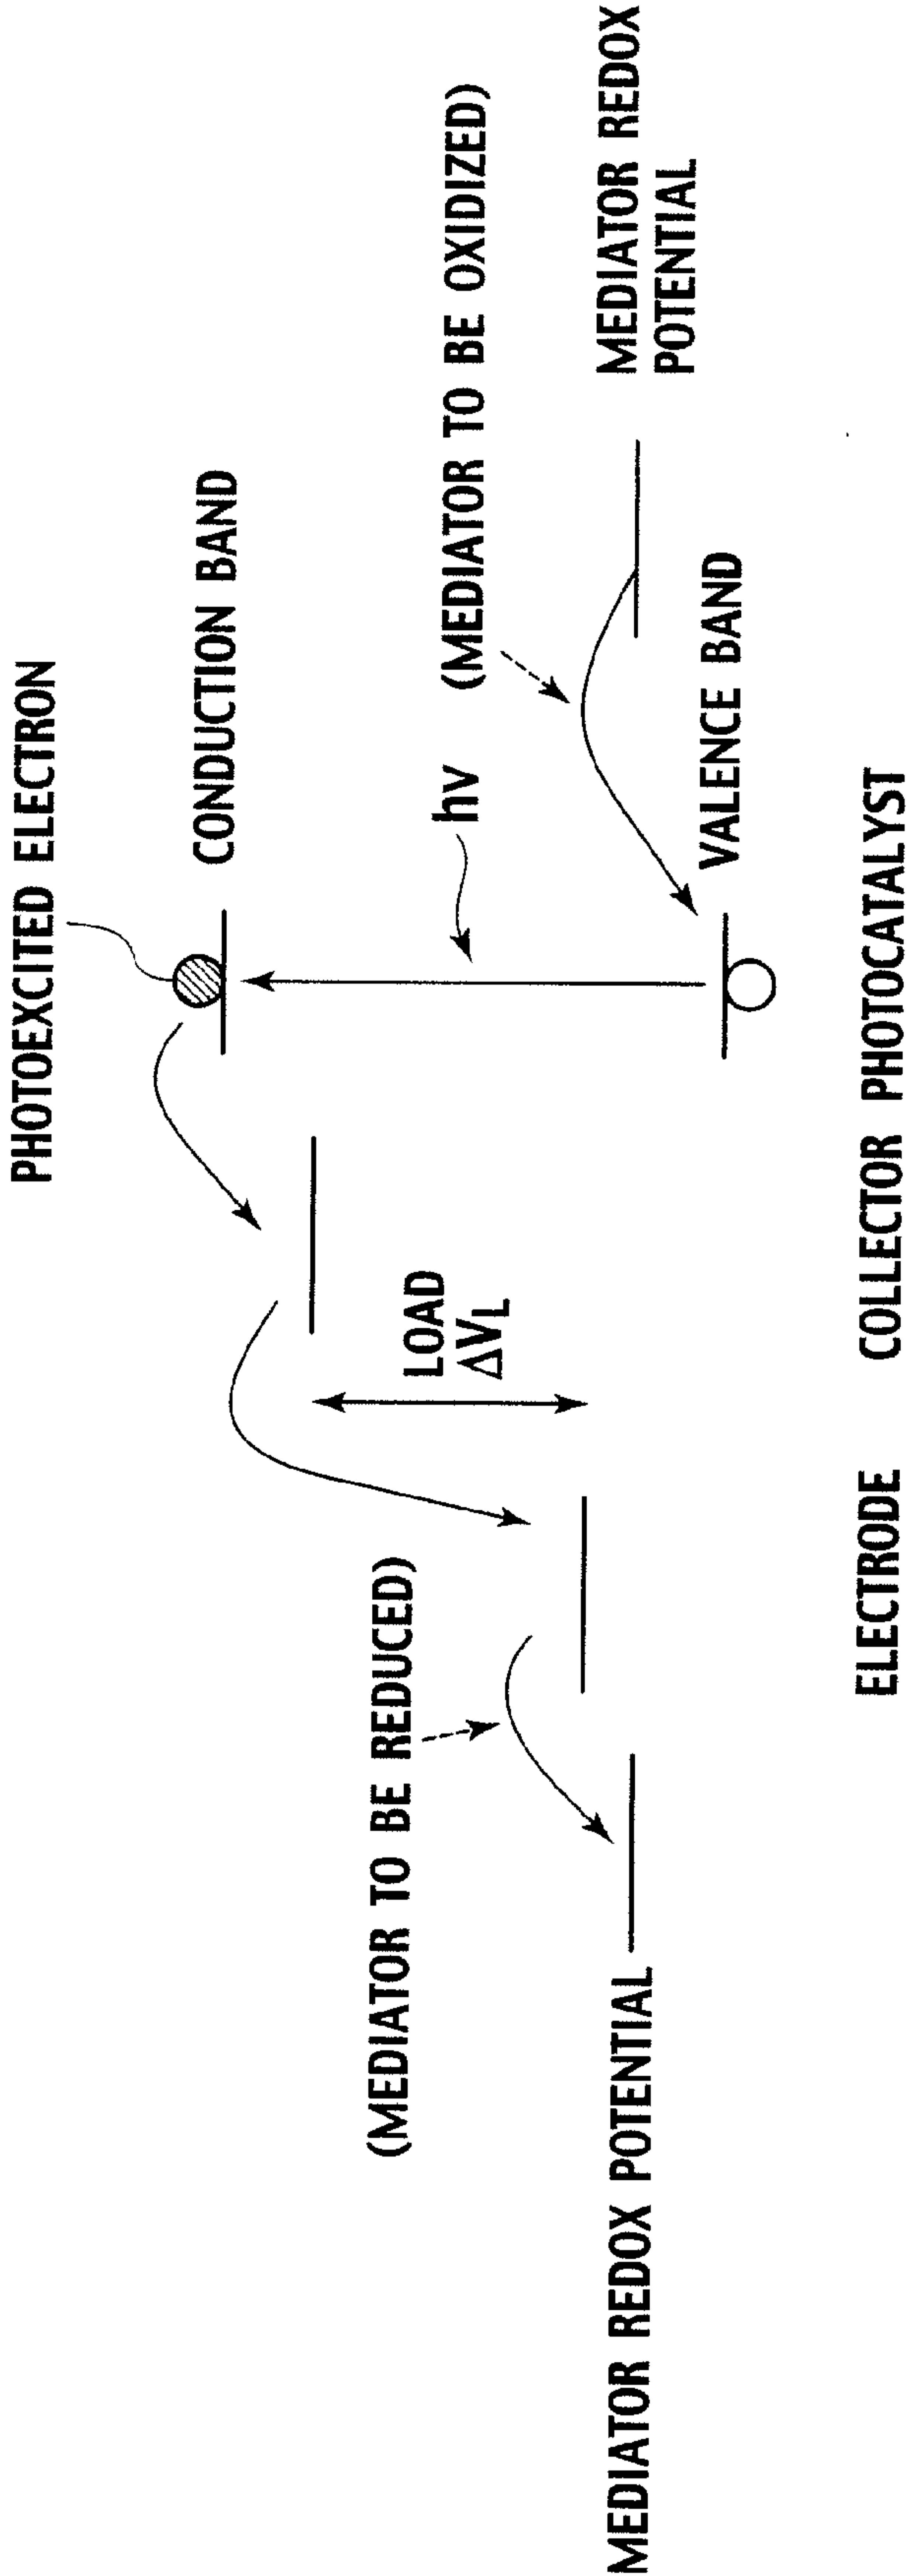 PHOTOEXCITED ELECTRON
CONDUCTION BAND
(MEDIATOR TO BE REDUCED)
LOAD
ΔVL
hν
(MEDIATOR TO BE OXIDIZED)
MEDIATOR REDOX POTENTIAL
MEDIATOR REDOX
POTENTIAL
VALENCE BAND
ELECTRODE
COLLECTOR
PHOTOCATALYST